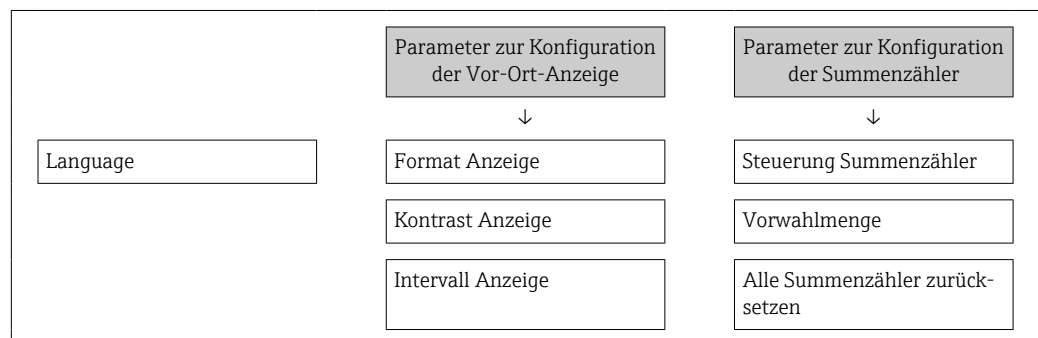 Parameter zur Konfiguration
der Vor-Ort-Anzeige
Parameter zur Konfiguration
der Summenzähler
↓
↓
Language
Format Anzeige
Steuerung Summenzähler
Kontrast Anzeige
Vorwahlmenge
Intervall Anzeige
Alle Summenzähler zurück-
setzen